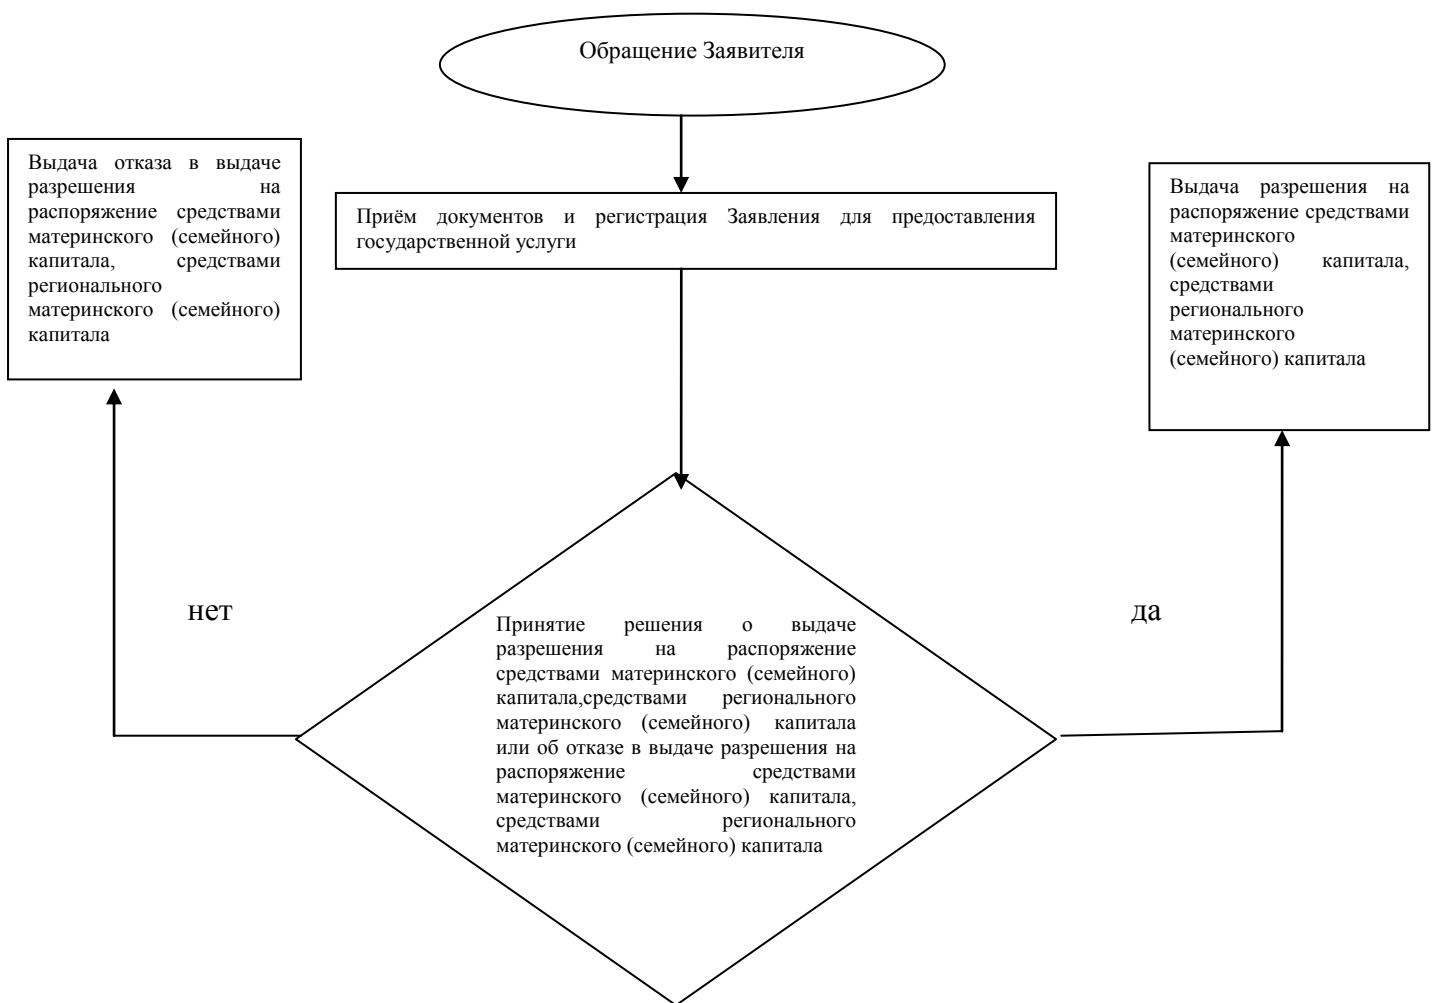 Обращение Заявителя
Выдача отказа в выдаче
разрешения на
распоряжение средствами
материнского (семейного)
капитала, средствами
регионального
материнского (семейного)
капитала
Приём документов и регистрация Заявления для предоставления
государственной услуги
Выдача разрешения на
распоряжение средствами
материнского
(семейного) капитала,
средствами
регионального
материнского
(семейного) капитала
нет
да
Принятие решения о выдаче
разрешения на распоряжение
средствами материнского (семейного)
капитала,средствами регионального
материнского (семейного) капитала
или об отказе в выдаче разрешения на
распоряжение средствами
материнского (семейного) капитала,
средствами регионального
материнского (семейного) капитала